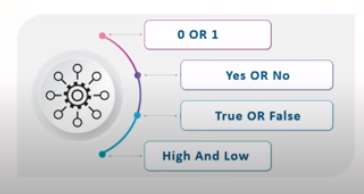 0 OR 1
Yes OR No
True OR False
High And Low